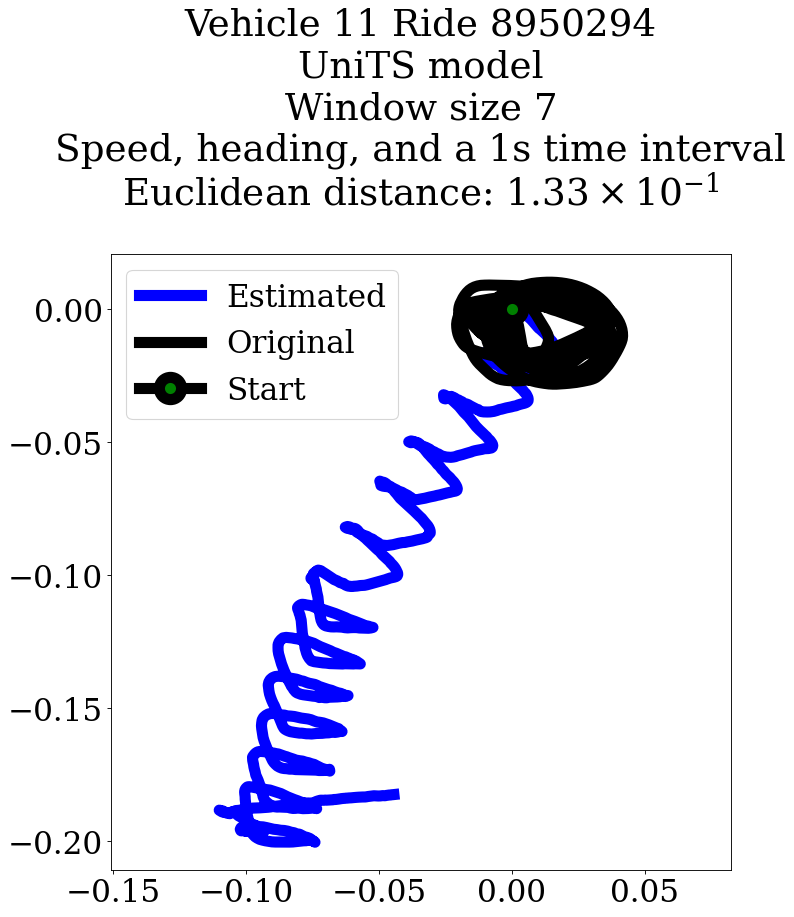 Vehicle 11 Ride 8950294
UniTS model
Window size 7
Speed, heading, and a 1s time interval
Euclidean distance: 1.33 × 10⁻¹
Estimated
Original
Start
0.00
−0.05
−0.10
−0.15
−0.20
−0.15
−0.10
−0.05
0.00
0.05